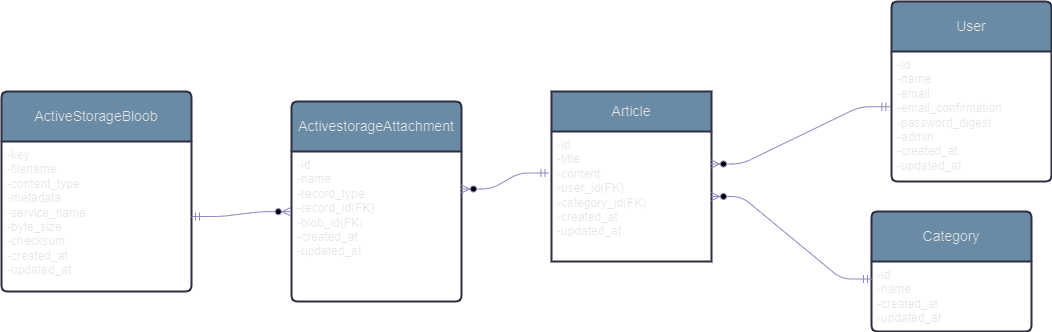 ActiveStorageBloob
-key
-filename
-content_type
-metadata
-service_name
-byte_size
-checksum
-created_at
-updated_at
ActivestorageAttachment
-id
-name
-record_type
-record_id(FK)
-blob_id(FK)
-created_at
-updated_at
Article
-id
-title
-content
-user_id(FK)
-category_id(FK)
-created_at
-updated_at
User
-id
-name
-email
-email_confirmation
-password_digest
-admin
-created_at
-updated_at
Category
-id
-name
-created_at
-updated_at